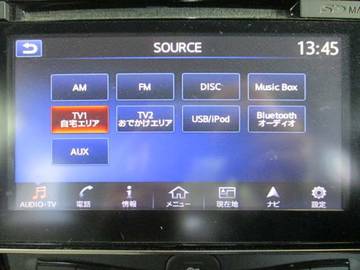 SD MA
SOURCE
13:45
AM
FM
DISC
Music Box
TV1
自宅エリア
TV2
おでかけエリア
USB/iPod
Bluetooth
オーディオ
AUX
AUDIO•TV
電話
情報
メニュー
現在地
ナビ
設定